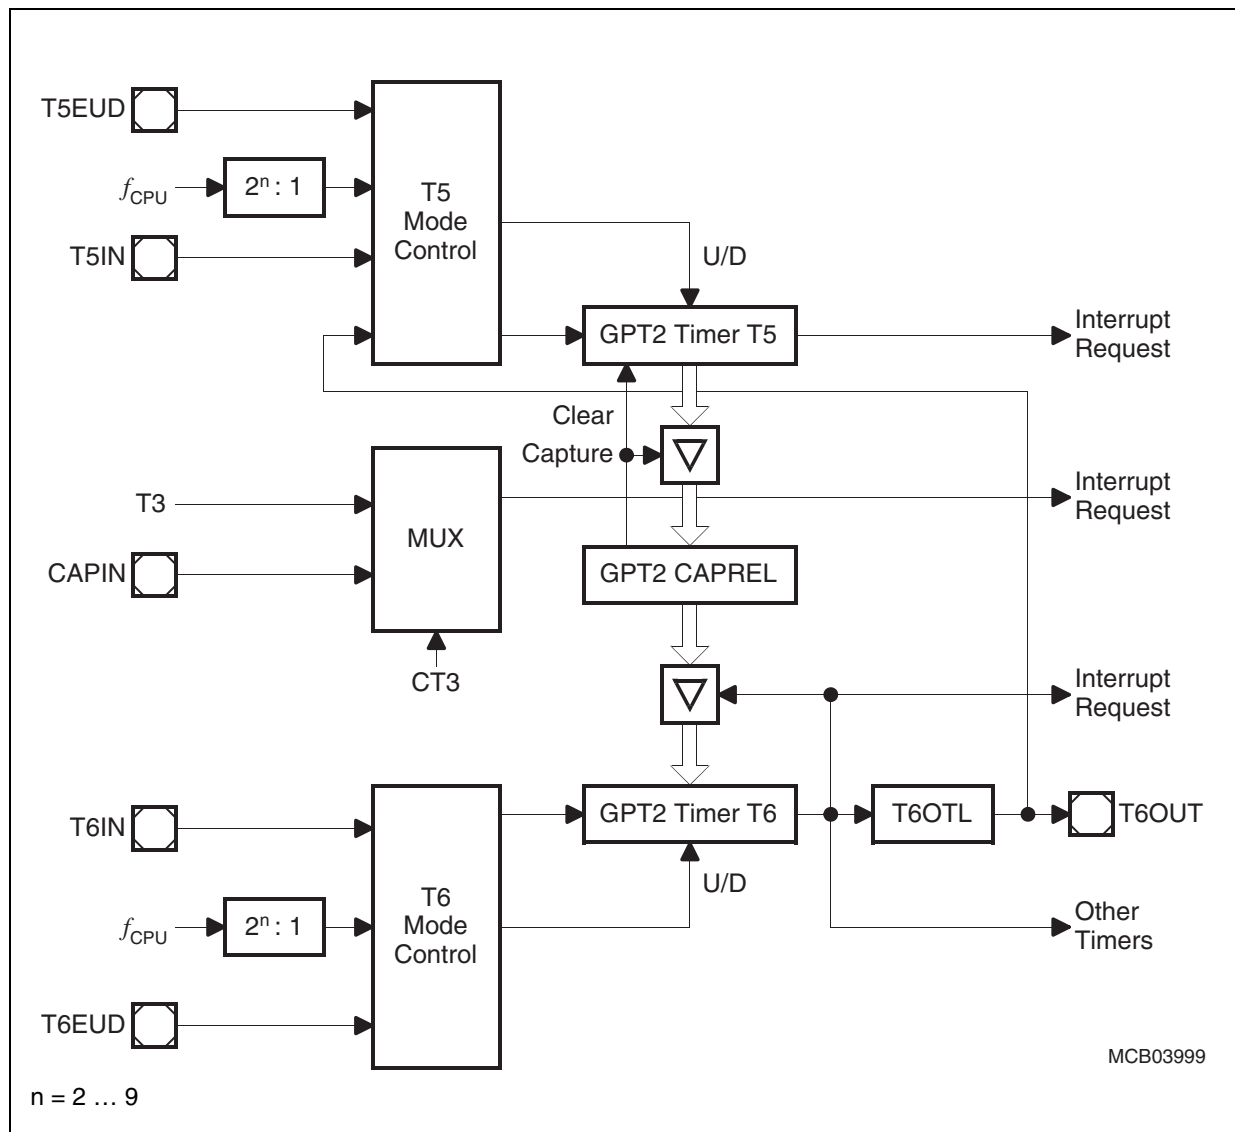 T5EUD
fCPU
2ⁿ : 1
T5IN
T5
Mode
Control
U/D
GPT2 Timer T5
Interrupt
Request
Clear
Capture
T3
CAPIN
MUX
CT3
Interrupt
Request
GPT2 CAPREL
Interrupt
Request
T6IN
fCPU
2ⁿ : 1
T6EUD
T6
Mode
Control
GPT2 Timer T6
U/D
T6OTL
T6OUT
Other
Timers
MCB03999
n = 2 … 9